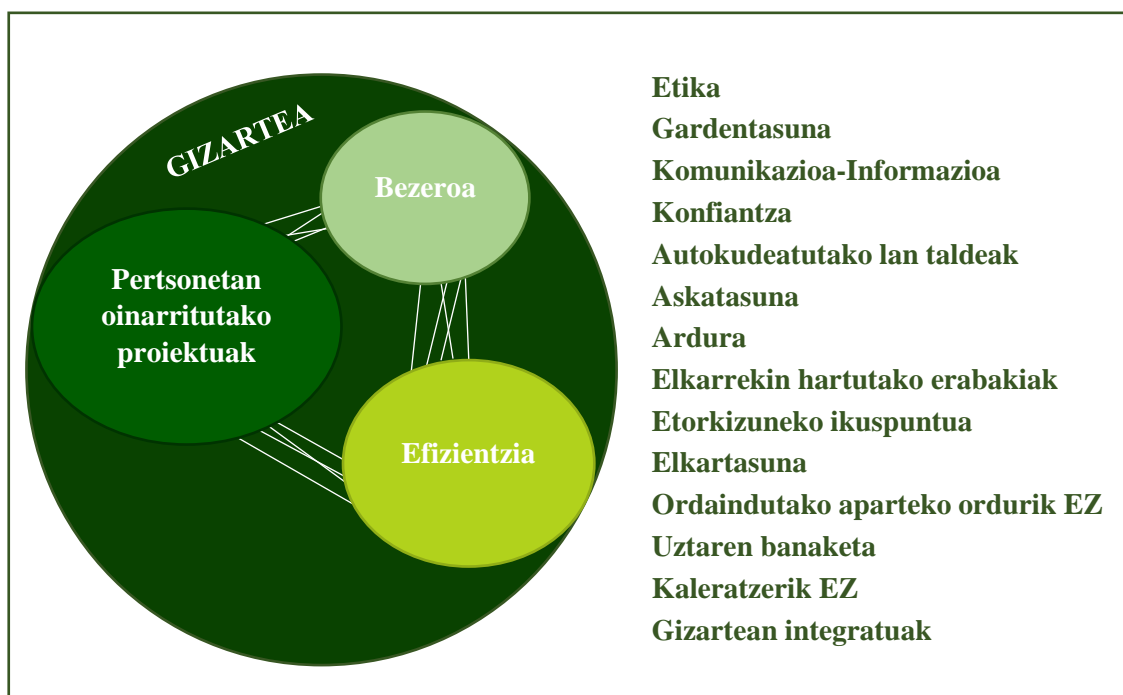 GIZARTEA
Bezeroa
Pertsonetan
oinarritutako
proiektuak
Efizientzia
Etika
Gardentasuna
Komunikazioa-Informazioa
Konfiantza
Autokudeatutako lan taldeak
Askatasuna
Ardura
Elkarrekin hartutako erabakiak
Etorkizuneko ikuspuntua
Elkartasuna
Ordaindutako aparteko ordurik EZ
Uztaren banaketa
Kaleratzerik EZ
Gizartean integratuak